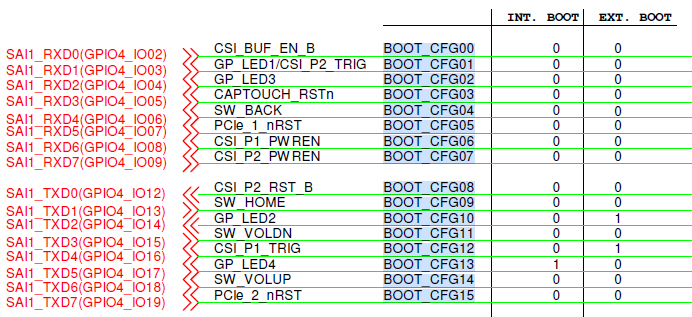 INT. BOOT EXT. BOOT
SAI1_RXD0(GPIO4_IO02) CSI_BUF_EN_B BOOT_CFG00 0 0
SAI1_RXD1(GPIO4_IO03) GP_LED1/CSI_P2_TRIG BOOT_CFG01 0 0
SAI1_RXD2(GPIO4_IO04) GP_LED3 BOOT_CFG02 0 0
SAI1_RXD3(GPIO4_IO05) CAPTOUCH_RSTn BOOT_CFG03 0 0
SAI1_RXD4(GPIO4_IO06) SW_BACK BOOT_CFG04 0 0
SAI1_RXD5(GPIO4_IO07) PCIe_1_nRST BOOT_CFG05 0 0
SAI1_RXD6(GPIO4_IO08) CSI_P1_PWREN BOOT_CFG06 0 0
SAI1_RXD7(GPIO4_IO09) CSI_P2_PWREN BOOT_CFG07 0 0
SAI1_TXD0(GPIO4_IO12) CSI_P2_RST_B BOOT_CFG08 0 0
SAI1_TXD1(GPIO4_IO13) SW_HOME BOOT_CFG09 0 0
SAI1_TXD2(GPIO4_IO14) GP_LED2 BOOT_CFG10 0 1
SAI1_TXD3(GPIO4_IO15) SW_VOLDN BOOT_CFG11 0 0
SAI1_TXD4(GPIO4_IO16) CSI_P1_TRIG BOOT_CFG12 0 1
SAI1_TXD5(GPIO4_IO17) GP_LED4 BOOT_CFG13 1 0
SAI1_TXD6(GPIO4_IO18) SW_VOLUP BOOT_CFG14 0 0
SAI1_TXD7(GPIO4_IO19) PCIe_2_nRST BOOT_CFG15 0 0